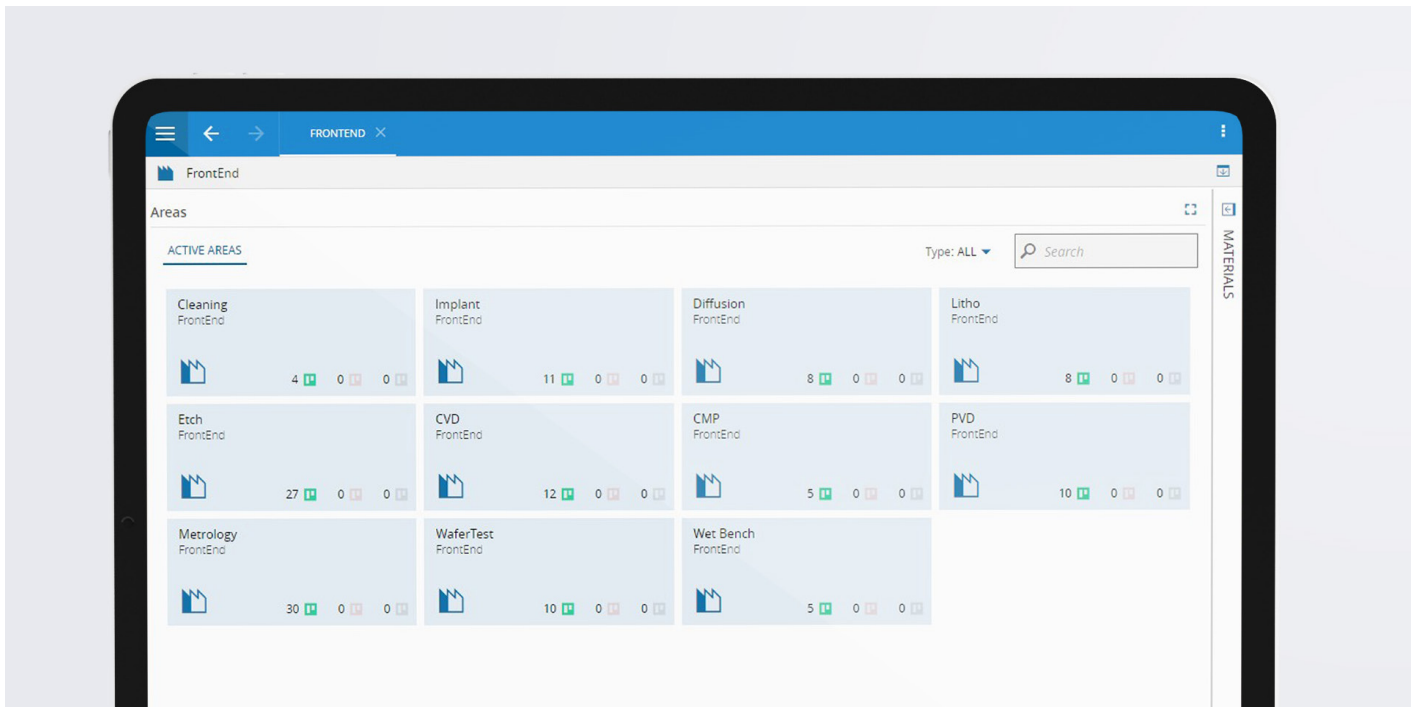 FRONTEND
FrontEnd
Areas
ACTIVE AREAS
Type: ALL
Search
MATERIALS
Cleaning
FrontEnd
4 0 0
Implant
FrontEnd
11 0 0
Diffusion
FrontEnd
8 0 0
Litho
FrontEnd
8 0 0
Etch
FrontEnd
27 0 0
CVD
FrontEnd
12 0 0
CMP
FrontEnd
5 0 0
PVD
FrontEnd
10 0 0
Metrology
FrontEnd
30 0 0
WaferTest
FrontEnd
10 0 0
Wet Bench
FrontEnd
5 0 0